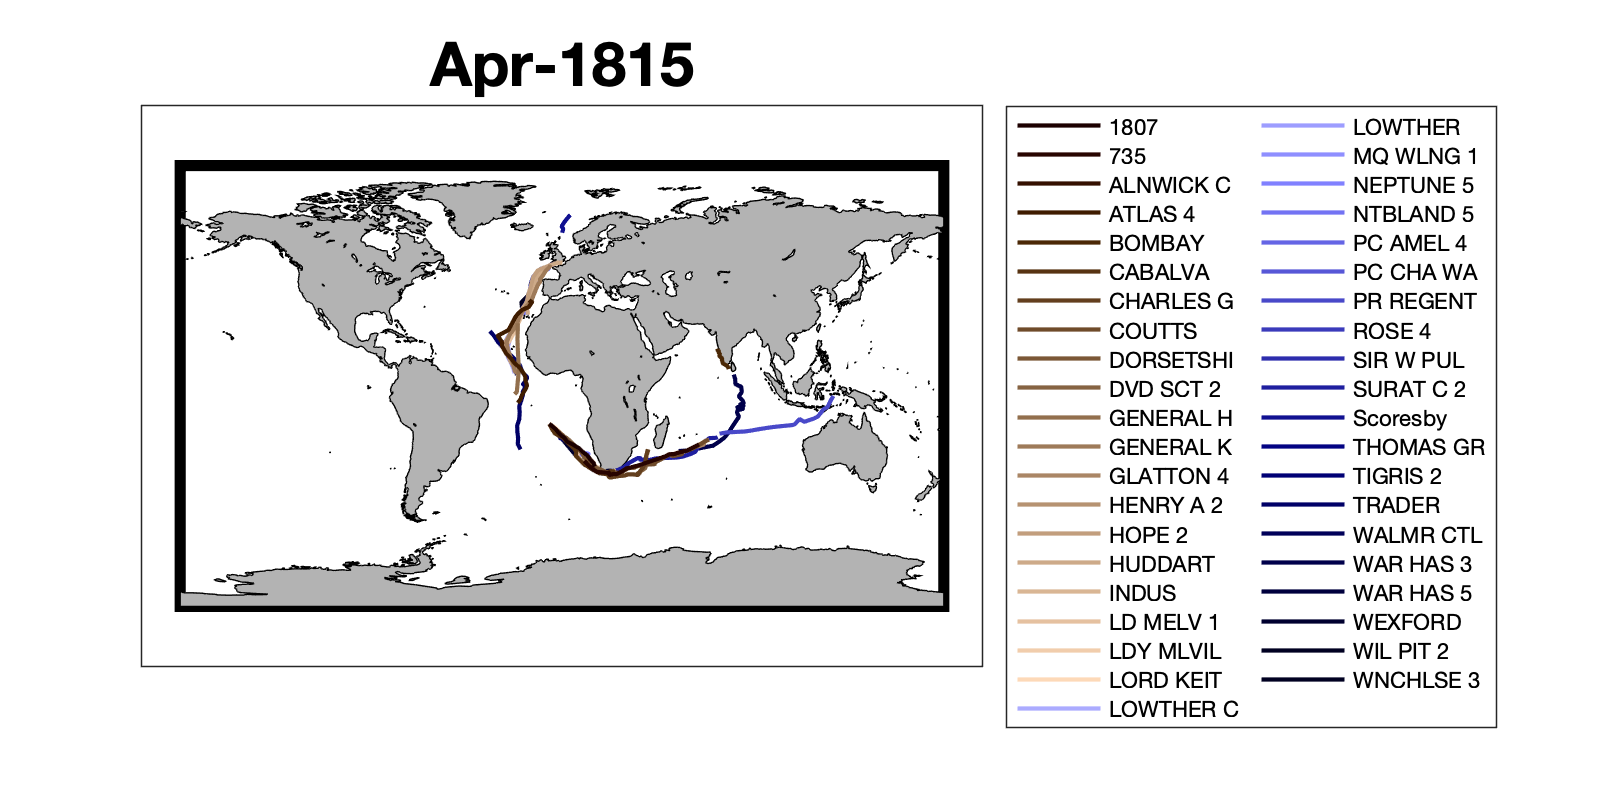 Apr-1815
1807
735
ALNWICK C
ATLAS 4
BOMBAY
CABALVA
CHARLES G
COUTTS
DORSETSHI
DVD SCT 2
GENERAL H
GENERAL K
GLATTON 4
HENRY A 2
HOPE 2
HUDDART
INDUS
LD MELV 1
LDY MLVIL
LORD KEIT
LOWTHER C
LOWTHER
MQ WLNG 1
NEPTUNE 5
NTBLAND 5
PC AMEL 4
PC CHA WA
PR REGENT
ROSE 4
SIR W PUL
SURAT C 2
Scoresby
THOMAS GR
TIGRIS 2
TRADER
WALMR CTL
WAR HAS 3
WAR HAS 5
WEXFORD
WIL PIT 2
WNCHLSE 3